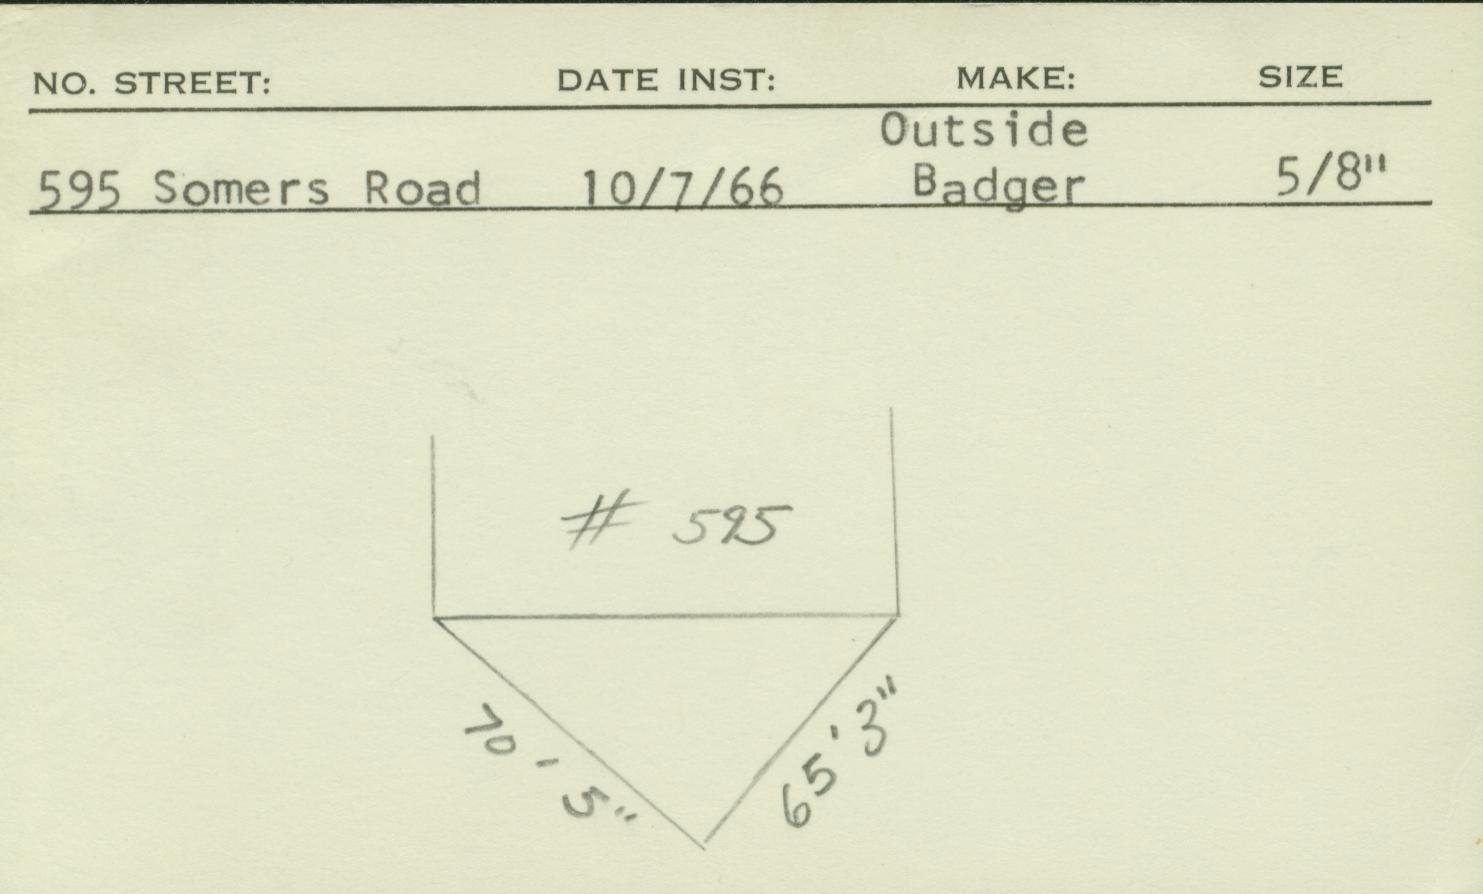 NO. STREET: DATE INST: MAKE: SIZE
Outside
595 Somers Road 10/7/66 Badger 5/8"
# 595
70' 5"
65' 3"